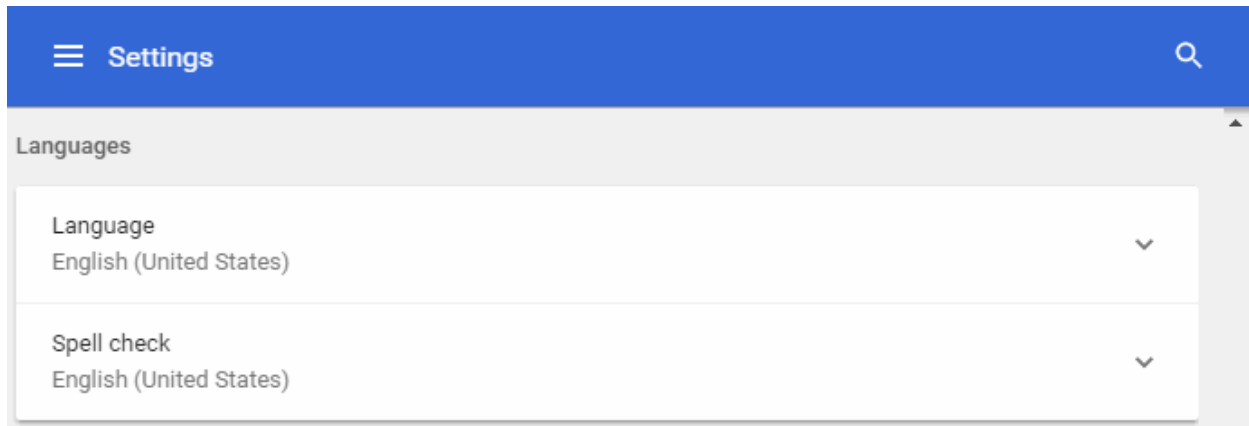 Settings
Languages
Language
English (United States)
Spell check
English (United States)